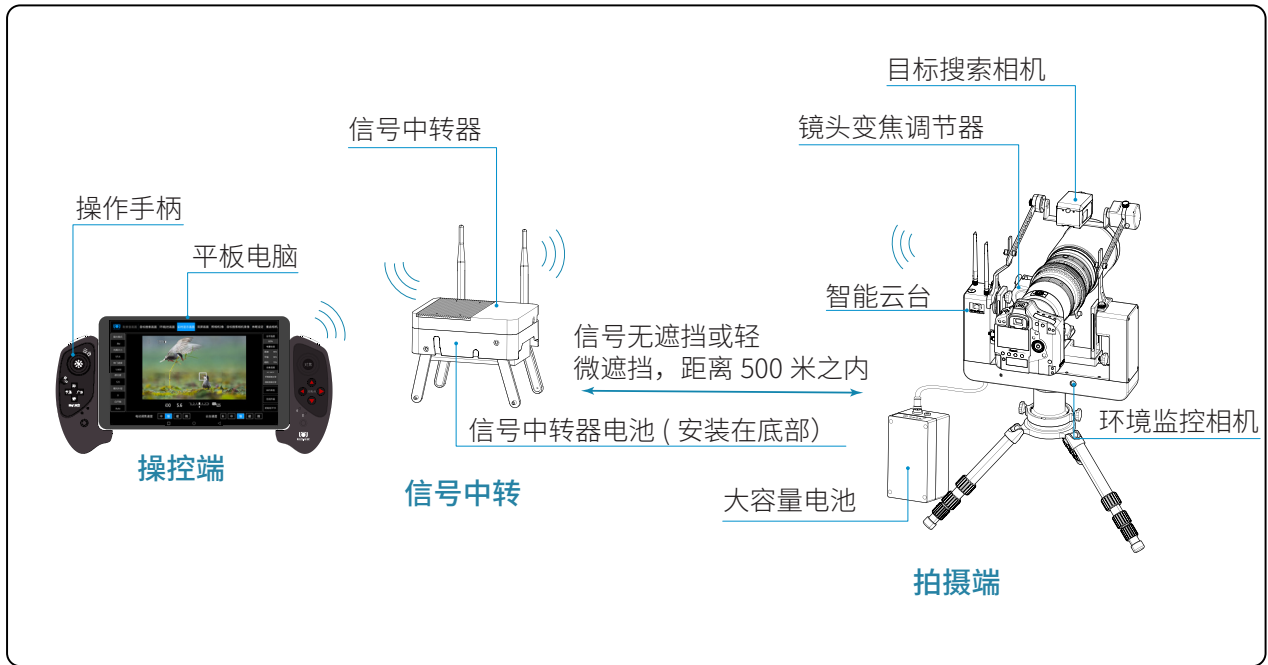 目标搜索相机
信号中转器
镜头变焦调节器
操作手柄
平板电脑
智能云台
信号无遮挡或轻
微遮挡，距离 500 米之内
信号中转器电池 ( 安装在底部）
环境监控相机
操控端
信号中转
大容量电池
拍摄端